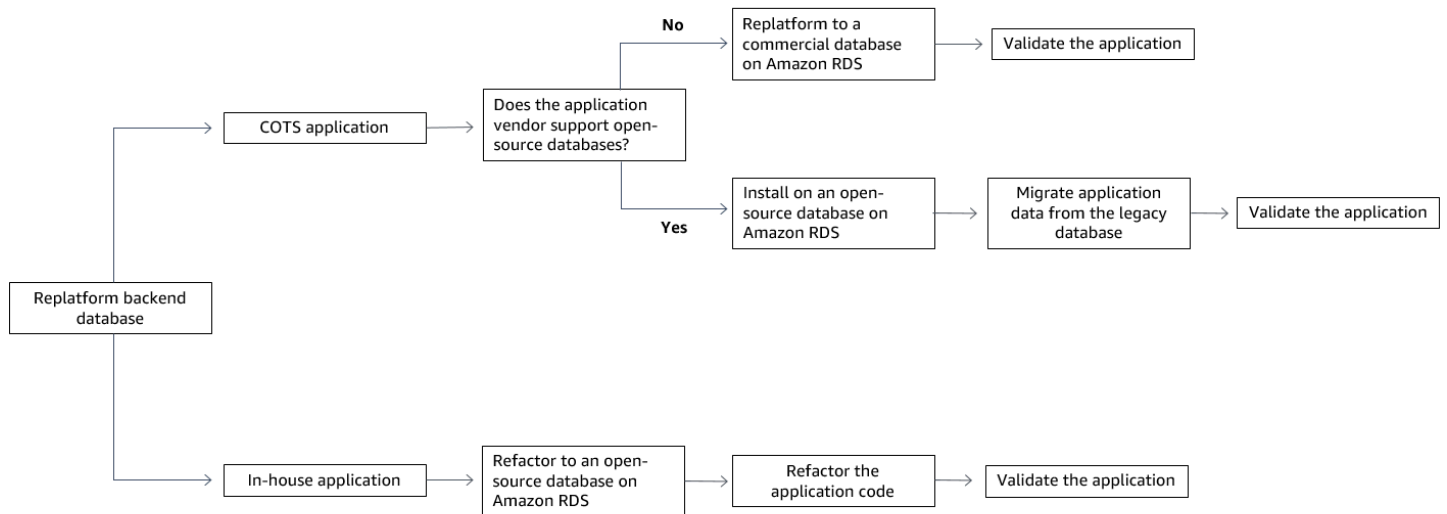 No
Replatform to a
commercial database
on Amazon RDS
Validate the application
COTS application
Does the application
vendor support open-
source databases?
Yes
Install on an open-
source database on
Amazon RDS
Migrate application
data from the legacy
database
Validate the application
Replatform backend
database
In-house application
Refactor to an open-
source database on
Amazon RDS
Refactor the
application code
Validate the application